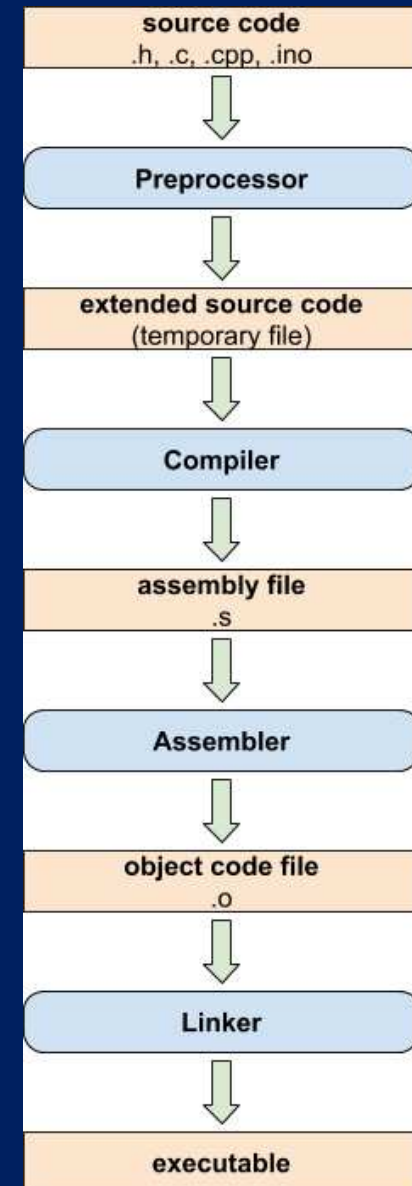 source code
.h, .c, .cpp, .ino
Preprocessor
extended source code
(temporary file)
Compiler
assembly file
.s
Assembler
object code file
.o
Linker
executable